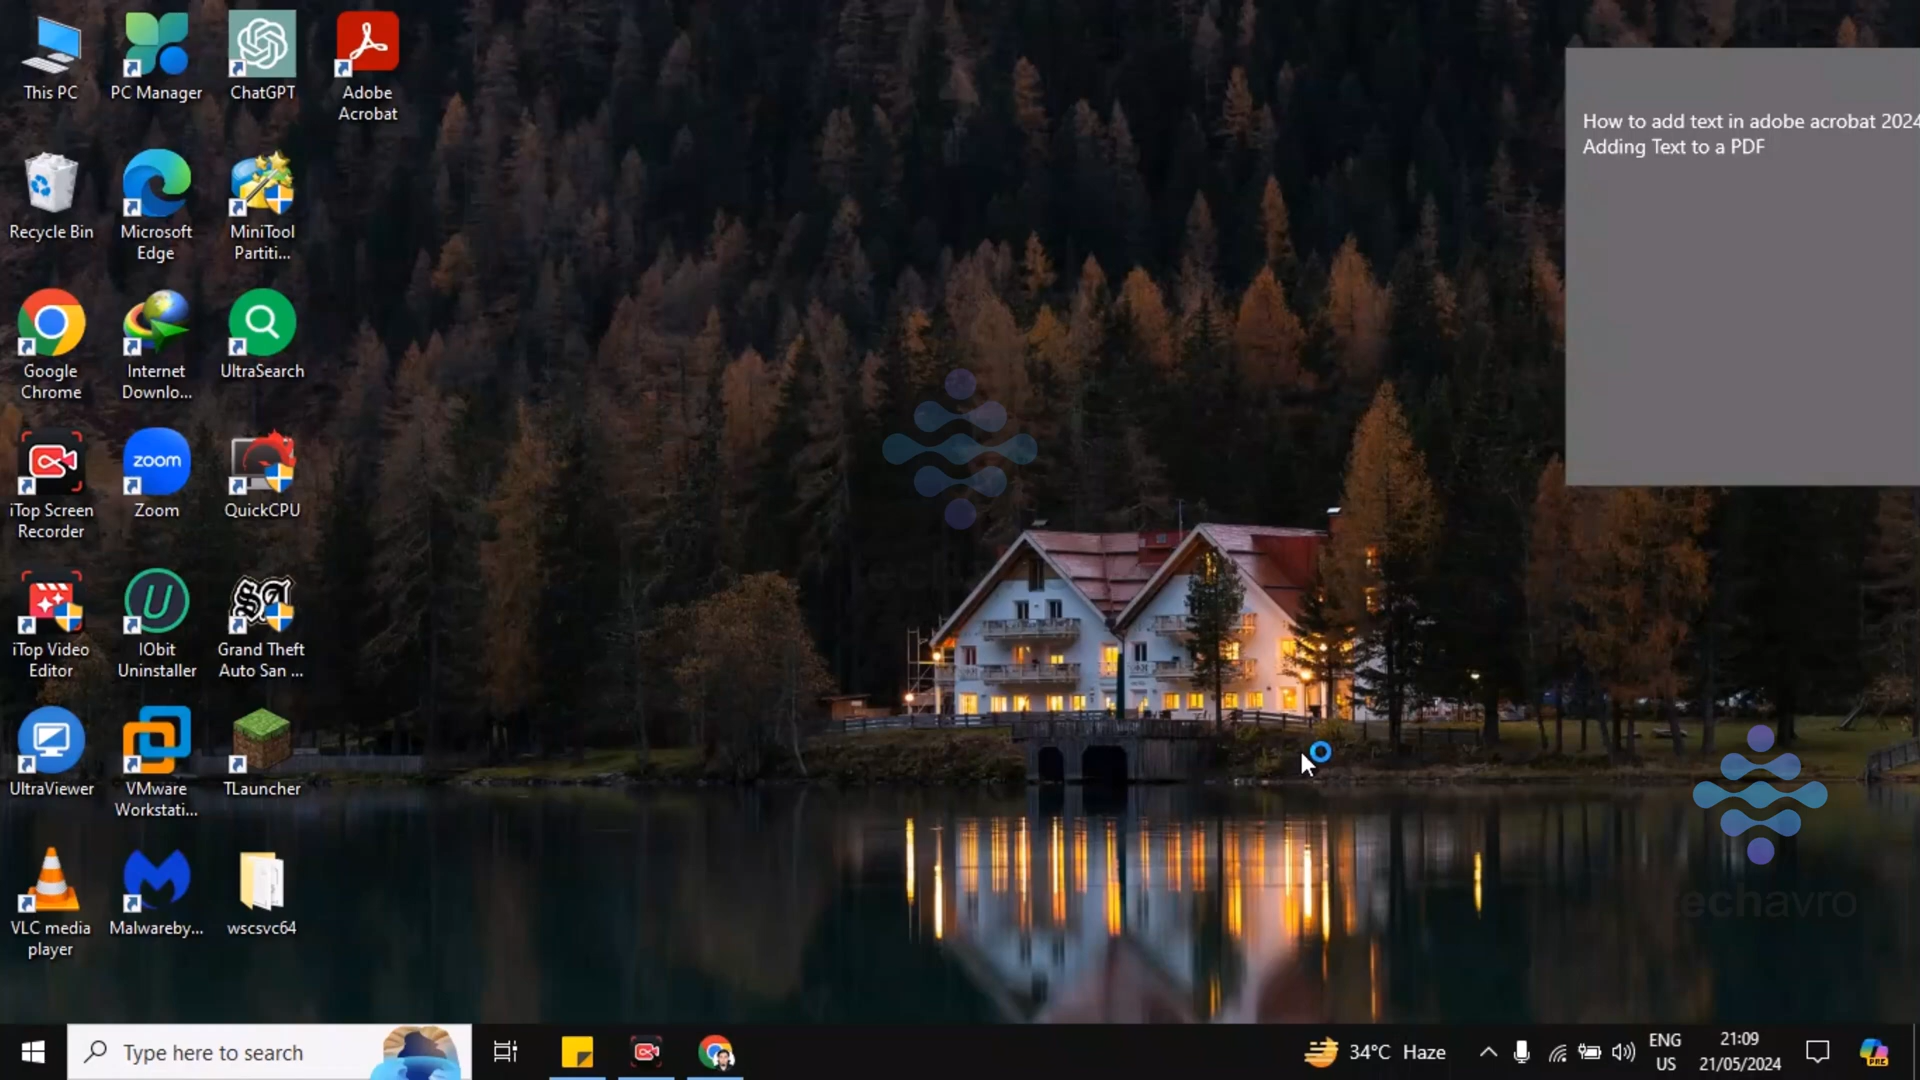 This PC
PC Manager
ChatGPT
Adobe
Acrobat
Recycle Bin
Microsoft
Edge
MiniTool
Partiti...
Google
Chrome
Internet
Downlo...
UltraSearch
iTop Screen
Recorder
zoom
Zoom
QuickCPU
iTop Video
Editor
IObit
Uninstaller
Grand Theft
Auto San ...
UltraViewer
VMware
Workstati...
TLauncher
VLC media
player
Malwareby...
wscsvc64
How to add text in adobe acrobat 2024
Adding Text to a PDF
techavro
Type here to search
34°C Haze
ENG
US
21:09
21/05/2024
PRE